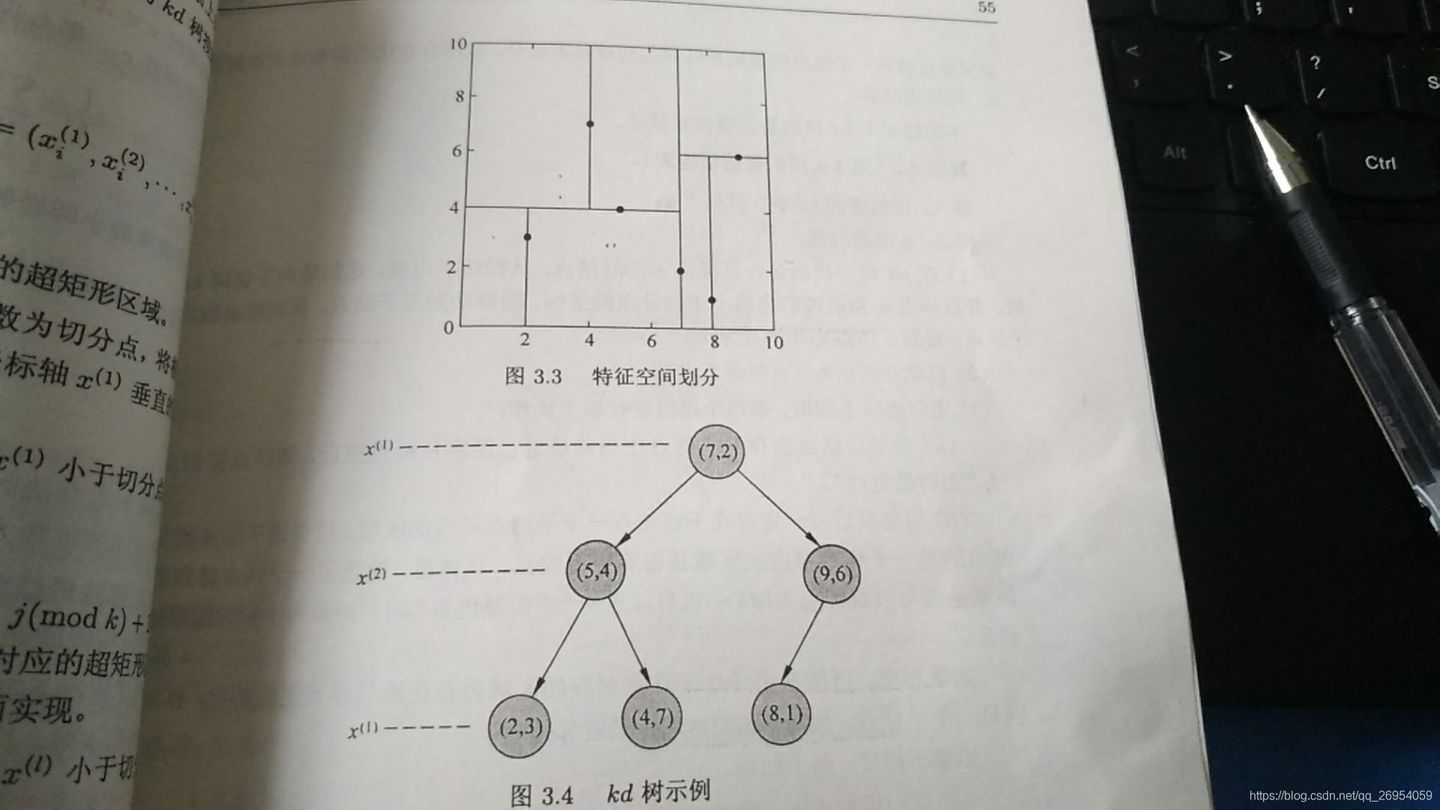 55
kd 树
= (x_i^{(1)}, x_i^{(2)}, ⋯,
的超矩形区域。
数为切分点，将
标轴 x^{(1)} 垂直
x^{(1)} 小于切分
j(mod k)+
对应的超矩形
而实现。
x^{(l)} 小于切
10
8
6
4
2
0
2 4 6 8 10
图 3.3 特征空间划分
x^{(1)} (7,2)
x^{(2)} (5,4) (9,6)
x^{(1)} (2,3) (4,7) (8,1)
图 3.4 kd 树示例
< ,
> .
? /
; ,
S
Alt
Ctrl
https://blog.csdn.net/qq_26954059